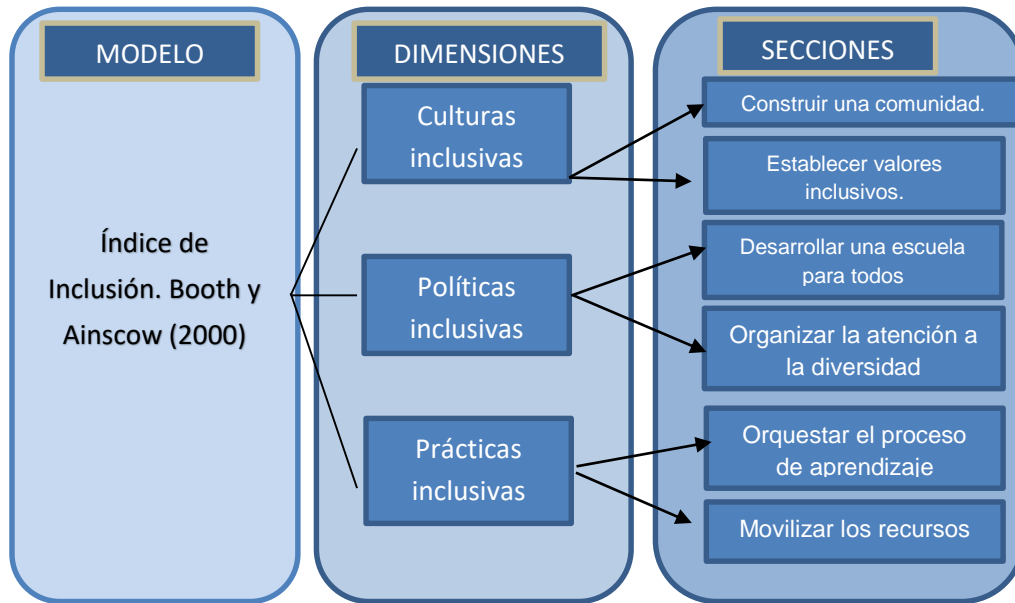 MODELO
Índice de
Inclusión. Booth y
Ainscow (2000)
DIMENSIONES
Culturas
inclusivas
Políticas
inclusivas
Prácticas
inclusivas
SECCIONES
Construir una comunidad.
Establecer valores
inclusivos.
Desarrollar una escuela
para todos
Organizar la atención a
la diversidad
Orquestar el proceso
de aprendizaje
Movilizar los recursos